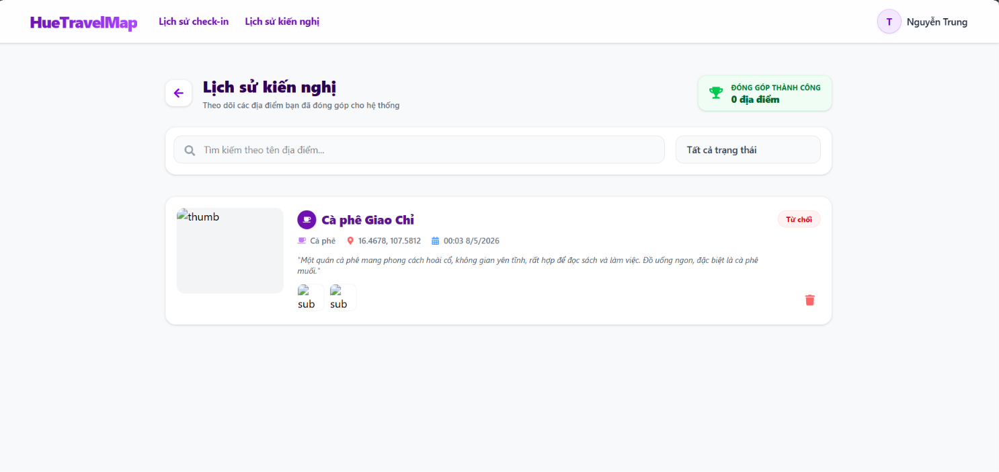 HueTravelMap
Lịch sử check-in
Lịch sử kiến nghị
T
Nguyễn Trung
Lịch sử kiến nghị
Theo dõi các địa điểm bạn đã đóng góp cho hệ thống
ĐÓNG GÓP THÀNH CÔNG
0 địa điểm
Tìm kiếm theo tên địa điểm...
Tất cả trạng thái
thumb
Cà phê Giao Chỉ
Từ chối
Cà phê
16.4678, 107.5812
00:03 8/5/2026
"Một quán cà phê mang phong cách hoài cổ, không gian yên tĩnh, rất hợp để đọc sách và làm việc. Đồ uống ngon, đặc biệt là cà phê
muối."
sub
sub